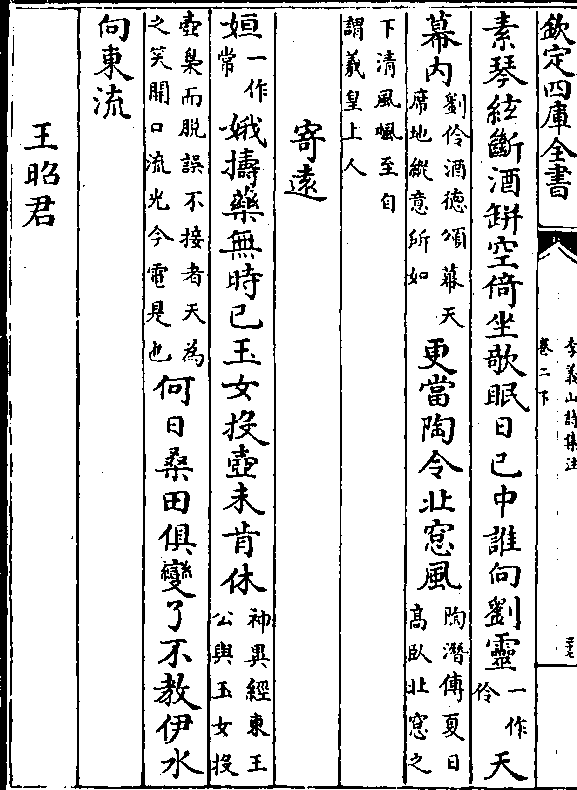 欽定四庫全書
李義山詩集注
卷二下
素琴絃斷酒缾空倚坐歌眠日已中誰向劉靈一作伶天
幕内劉伶酒德頌幕天席地縱意所如更當陶令北窓風陶潛傳夏日高臥北窓之
下清風颯至自謂羲皇上人
寄遠
姮一作常娥擣藥無時已玉女投壺未肯休神異經東王公與玉女投
壺梟而脱誤不接者天為之笑開口流光今電是也何日桑田俱變了不教伊水
向東流
王昭君